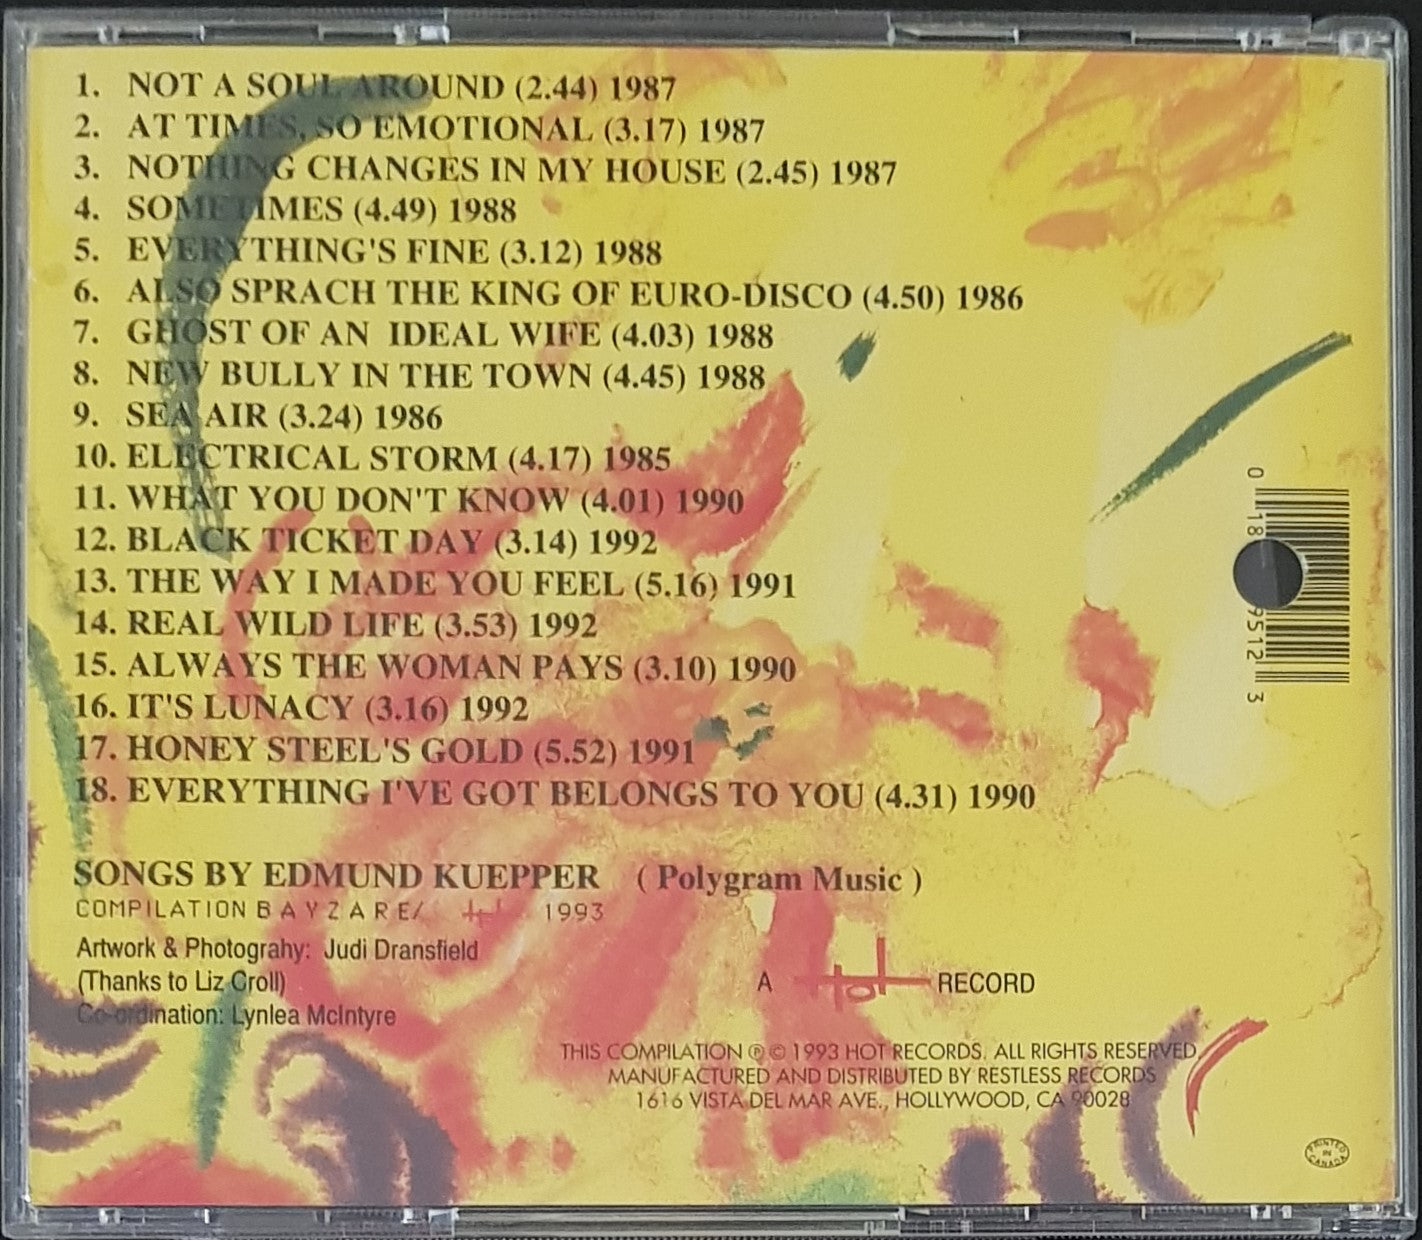 1. NOT A SOUL AROUND (2.44) 1987
2. AT TIMES, SO EMOTIONAL (3.17) 1987
3. NOTHING CHANGES IN MY HOUSE (2.45) 1987
4. SOMETIMES (4.49) 1988
5. EVERYTHING'S FINE (3.12) 1988
6. ALSO SPRACH THE KING OF EURO-DISCO (4.50) 1986
7. GHOST OF AN IDEAL WIFE (4.03) 1988
8. NEW BULLY IN THE TOWN (4.45) 1988
9. SEA AIR (3.24) 1986
10. ELECTRICAL STORM (4.17) 1985
11. WHAT YOU DON'T KNOW (4.01) 1990
12. BLACK TICKET DAY (3.14) 1992
13. THE WAY I MADE YOU FEEL (5.16) 1991
14. REAL WILD LIFE (3.53) 1992
15. ALWAYS THE WOMAN PAYS (3.10) 1990
16. IT'S LUNACY (3.16) 1992
17. HONEY STEEL'S GOLD (5.52) 1991
18. EVERYTHING I'VE GOT BELONGS TO YOU (4.31) 1990
SONGS BY EDMUND KUEPPER ( Polygram Music )
COMPILATION BAYZARE/ Hot 1993
Artwork & Photograhy: Judi Dransfield
(Thanks to Liz Croll)
Co-ordination: Lynlea McIntyre
A Hot RECORD
THIS COMPILATION ℗ © 1993 HOT RECORDS. ALL RIGHTS RESERVED.
MANUFACTURED AND DISTRIBUTED BY RESTLESS RECORDS
1616 VISTA DEL MAR AVE., HOLLYWOOD, CA 90028
0 18 9512 3
PRINTED IN CANADA